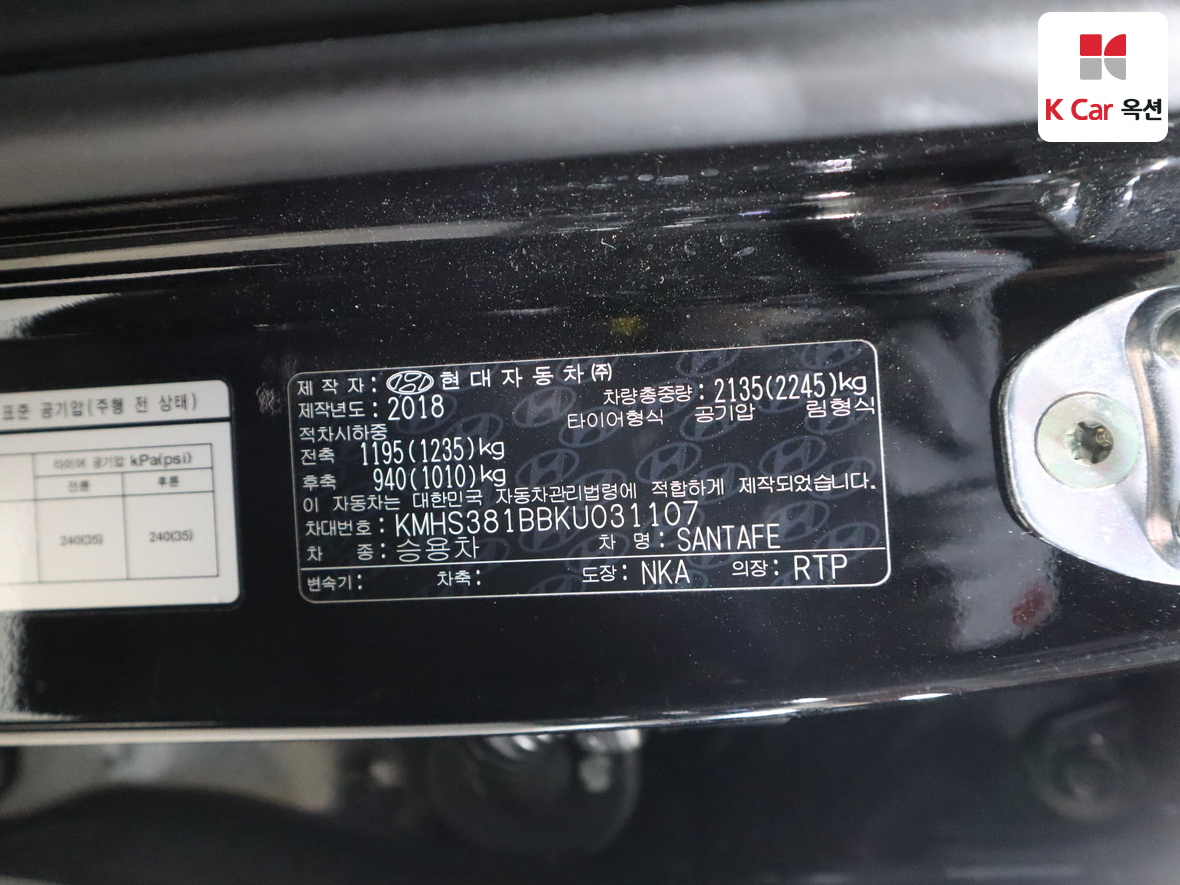 K Car 옥션
표준 공기압(주행 전 상태)
타이어 공기압 kPa(psi)
전륜 후륜
240(35) 240(35)
제작자: 현대자동차㈜
제작년도: 2018 차량총중량: 2135(2245)kg
적차시하중 타이어형식 공기압 림형식
전축 1195(1235)kg
후축 940(1010)kg
이 자동차는 대한민국 자동차관리법령에 적합하게 제작되었습니다.
차대번호: KMHS381BBKU031107
차 종: 승용차 차 명: SANTAFE
변속기: 차축: 도장: NKA 의장: RTP